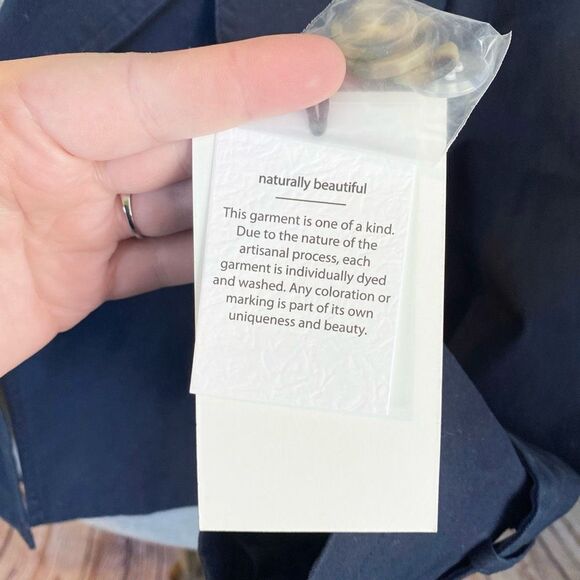 naturally beautiful
This garment is one of a kind.
Due to the nature of the
artisanal process, each
garment is individually dyed
and washed. Any coloration or
marking is part of its own
uniqueness and beauty.